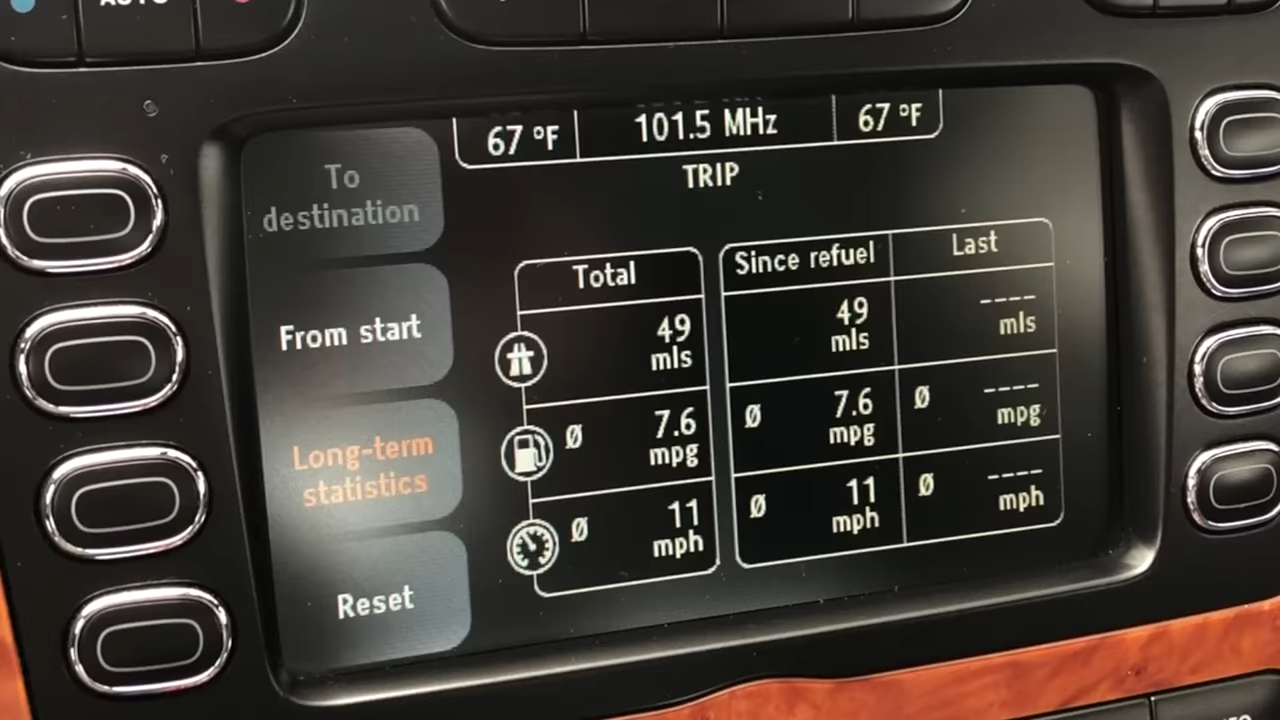 AUTO
67 °F
101.5 MHz
67 °F
TRIP
To
destination
From start
Long-term
statistics
Reset
Total
Since refuel
Last
49
mls
49
mls
----
mls
Ø 7.6
mpg
Ø 7.6
mpg
Ø ----
mpg
Ø 11
mph
Ø 11
mph
Ø ----
mph